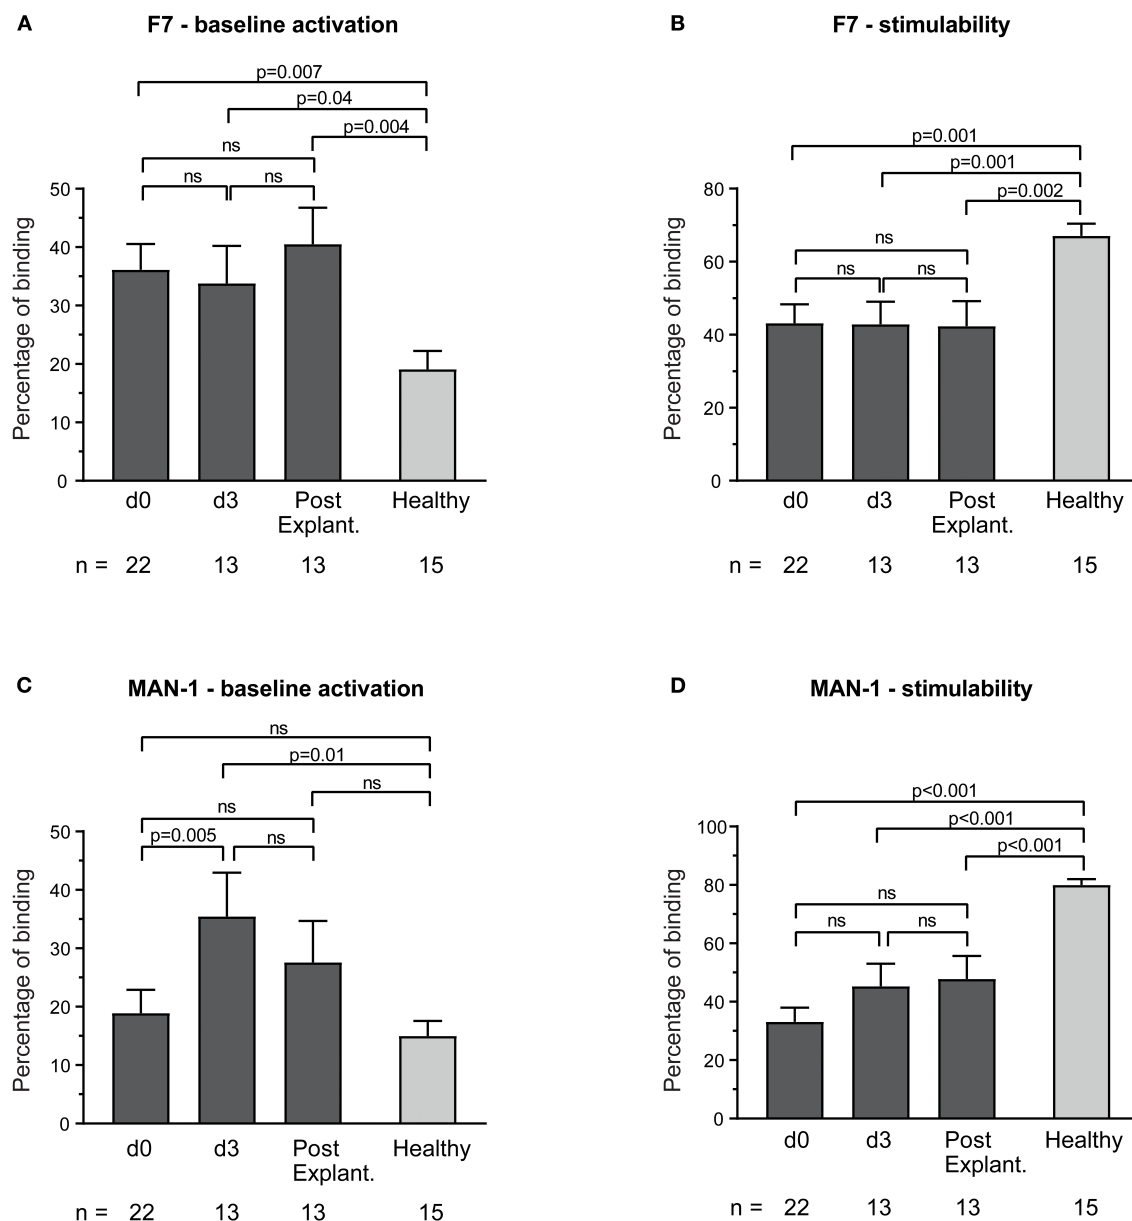 A
F7 - baseline activation
p=0.007
p=0.04
p=0.004
ns
ns
ns
50
40
30
20
10
0
Percentage of binding
d0
d3
Post
Explant.
Healthy
n = 22 13 13 15
B
F7 - stimulability
p=0.001
p=0.001
p=0.002
ns
ns
ns
80
60
40
20
0
Percentage of binding
d0
d3
Post
Explant.
Healthy
n = 22 13 13 15
C
MAN-1 - baseline activation
ns
p=0.01
ns
ns
p=0.005
ns
50
40
30
20
10
0
Percentage of binding
d0
d3
Post
Explant.
Healthy
n = 22 13 13 15
D
MAN-1 - stimulability
p<0.001
p<0.001
p<0.001
ns
ns
ns
100
80
60
40
20
0
Percentage of binding
d0
d3
Post
Explant.
Healthy
n = 22 13 13 15